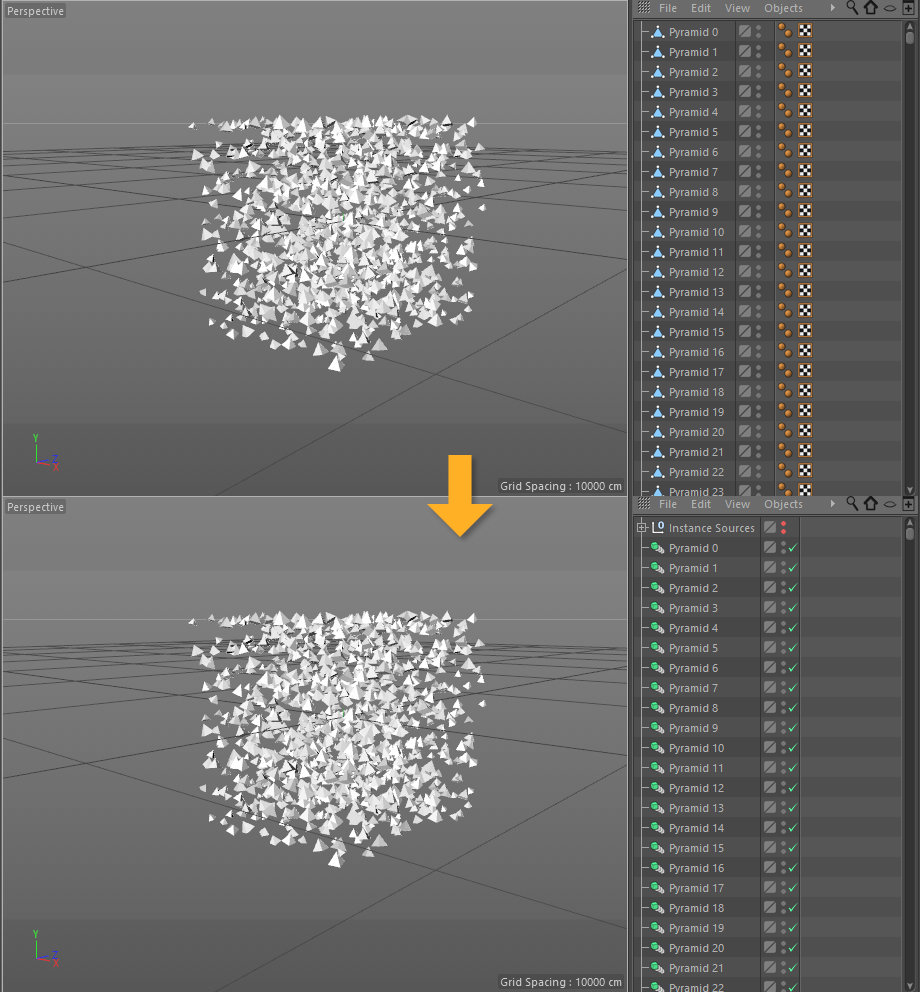 Perspective
File Edit View Objects
Pyramid 0
Pyramid 1
Pyramid 2
Pyramid 3
Pyramid 4
Pyramid 5
Pyramid 6
Pyramid 7
Pyramid 8
Pyramid 9
Pyramid 10
Pyramid 11
Pyramid 12
Pyramid 13
Pyramid 14
Pyramid 15
Pyramid 16
Pyramid 17
Pyramid 18
Pyramid 19
Pyramid 20
Pyramid 21
Pyramid 22
Pyramid 23
Y
Z
X
Grid Spacing : 10000 cm
Perspective
File Edit View Objects
Instance Sources
Pyramid 0
Pyramid 1
Pyramid 2
Pyramid 3
Pyramid 4
Pyramid 5
Pyramid 6
Pyramid 7
Pyramid 8
Pyramid 9
Pyramid 10
Pyramid 11
Pyramid 12
Pyramid 13
Pyramid 14
Pyramid 15
Pyramid 16
Pyramid 17
Pyramid 18
Pyramid 19
Pyramid 20
Pyramid 21
Pyramid 22
Y
Z
X
Grid Spacing : 10000 cm